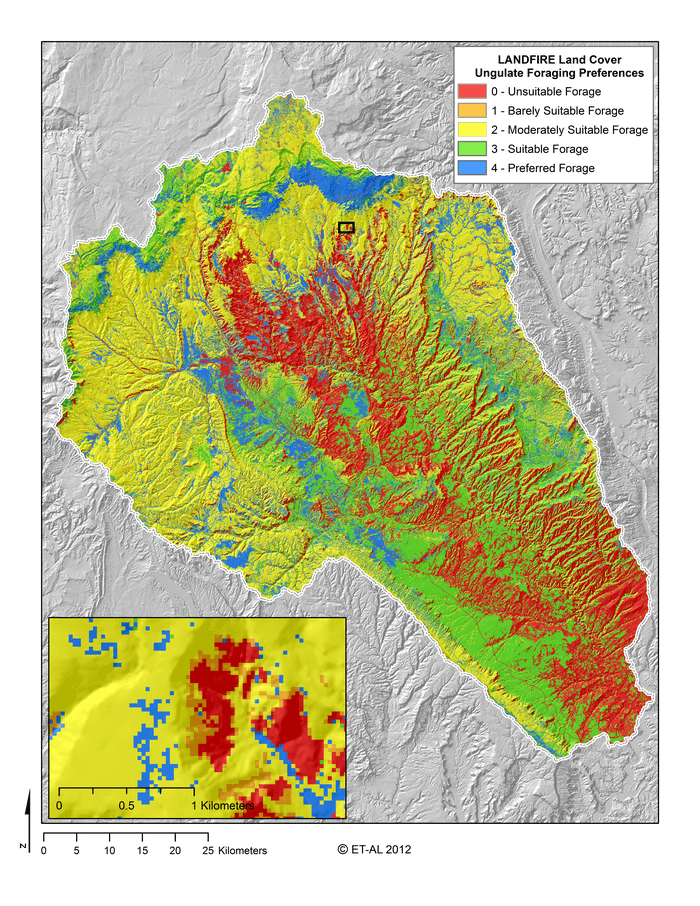 LANDFIRE Land Cover
Ungulate Foraging Preferences
0 - Unsuitable Forage
1 - Barely Suitable Forage
2 - Moderately Suitable Forage
3 - Suitable Forage
4 - Preferred Forage
0 0.5 1 Kilometers
z
0 5 10 15 20 25 Kilometers
© ET-AL 2012